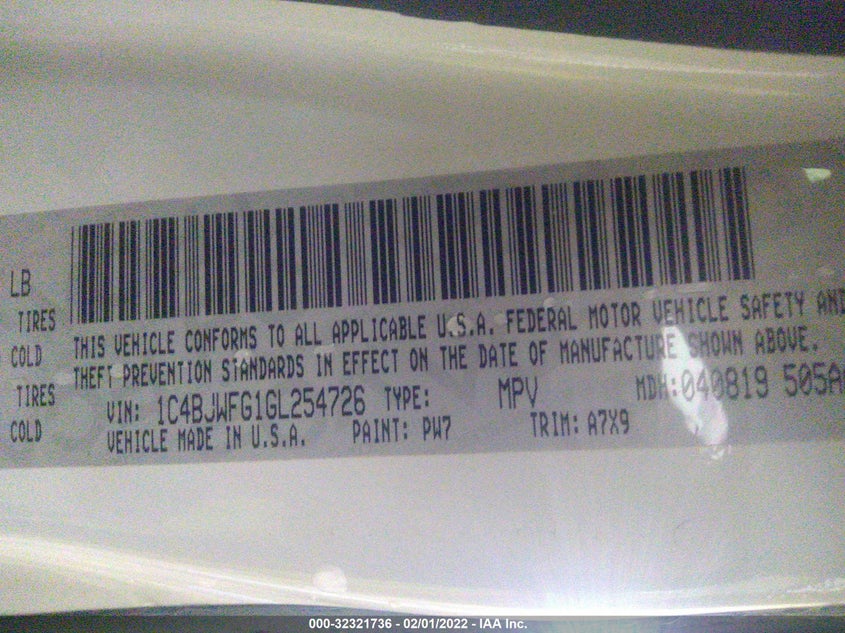 LB
TIRES
COLD
TIRES
COLD
THIS VEHICLE CONFORMS TO ALL APPLICABLE U.S.A. FEDERAL MOTOR VEHICLE SAFETY AND
THEFT PREVENTION STANDARDS IN EFFECT ON THE DATE OF MANUFACTURE SHOWN ABOVE.
VIN: 1C4BJWFG1GL254726 TYPE: MPV MDH:040819 505A
VEHICLE MADE IN U.S.A. PAINT: PW7 TRIM: A7X9
000-32321736 - 02/01/2022 - IAA Inc.